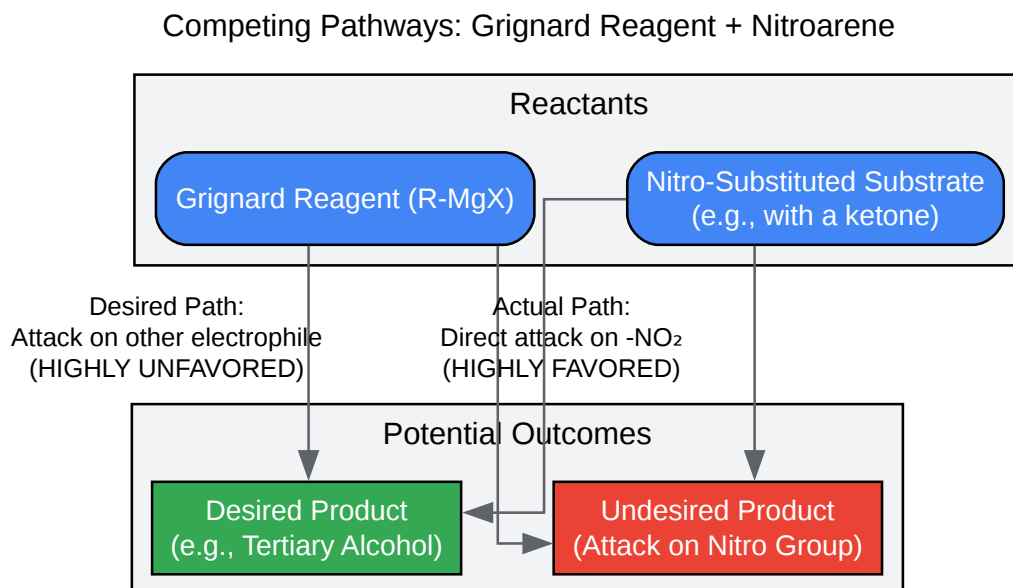 Competing Pathways: Grignard Reagent + Nitroarene
Reactants
Grignard Reagent (R-MgX)
Nitro-Substituted Substrate
(e.g., with a ketone)
Desired Path:
Attack on other electrophile
(HIGHLY UNFAVORED)
Actual Path:
Direct attack on -NO₂
(HIGHLY FAVORED)
Potential Outcomes
Desired Product
(e.g., Tertiary Alcohol)
Undesired Product
(Attack on Nitro Group)